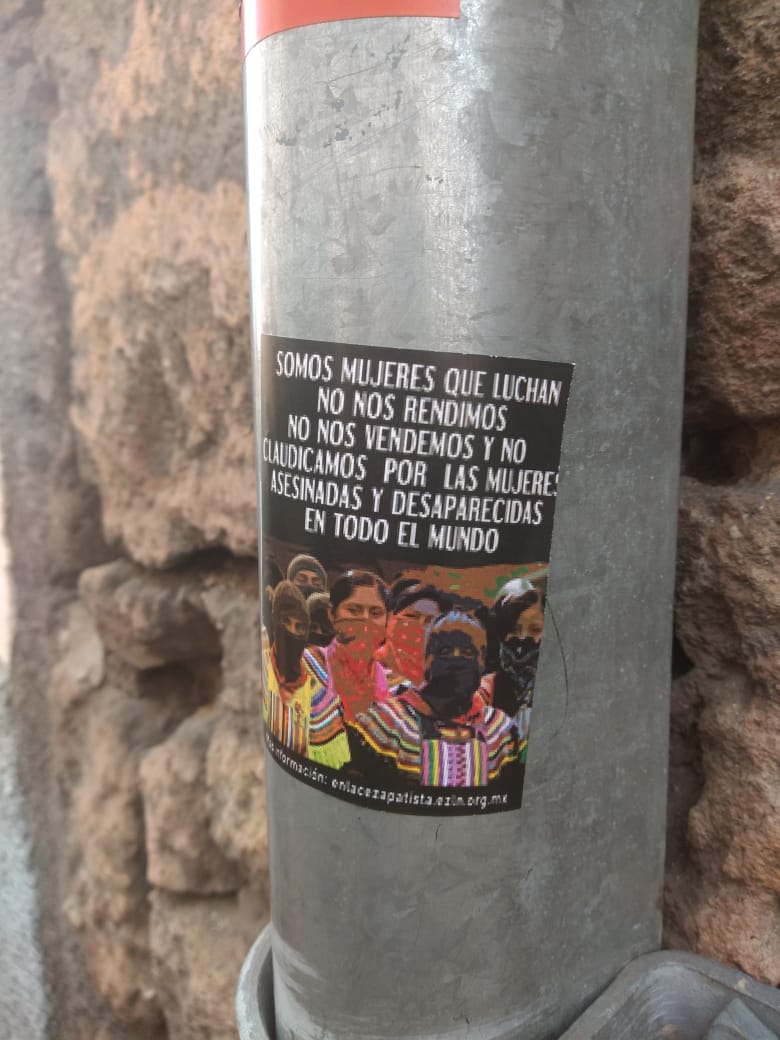 SOMOS MUJERES QUE LUCHAN
NO NOS RENDIMOS
NO NOS VENDEMOS Y NO
CLAUDICAMOS POR LAS MUJERES
ASESINADAS Y DESAPARECIDAS
EN TODO EL MUNDO
Más información: enlacezapatista.ezln.org.mx